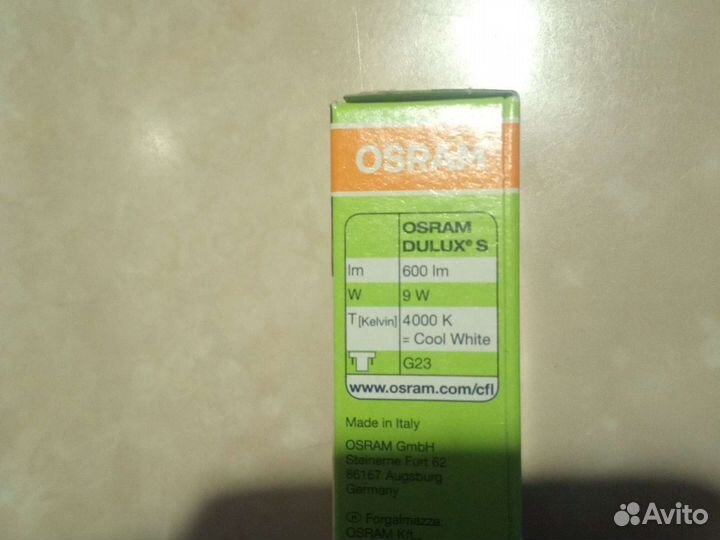 OSRAM
OSRAM
DULUX® S
lm 600 lm
W 9 W
T [Kelvin] 4000 K
= Cool White
G23
www.osram.com/cfl
Made in Italy
OSRAM GmbH
Steinerne Furt 62
86167 Augsburg
Germany
Forgalmazza:
OSRAM Kft.,
Avito